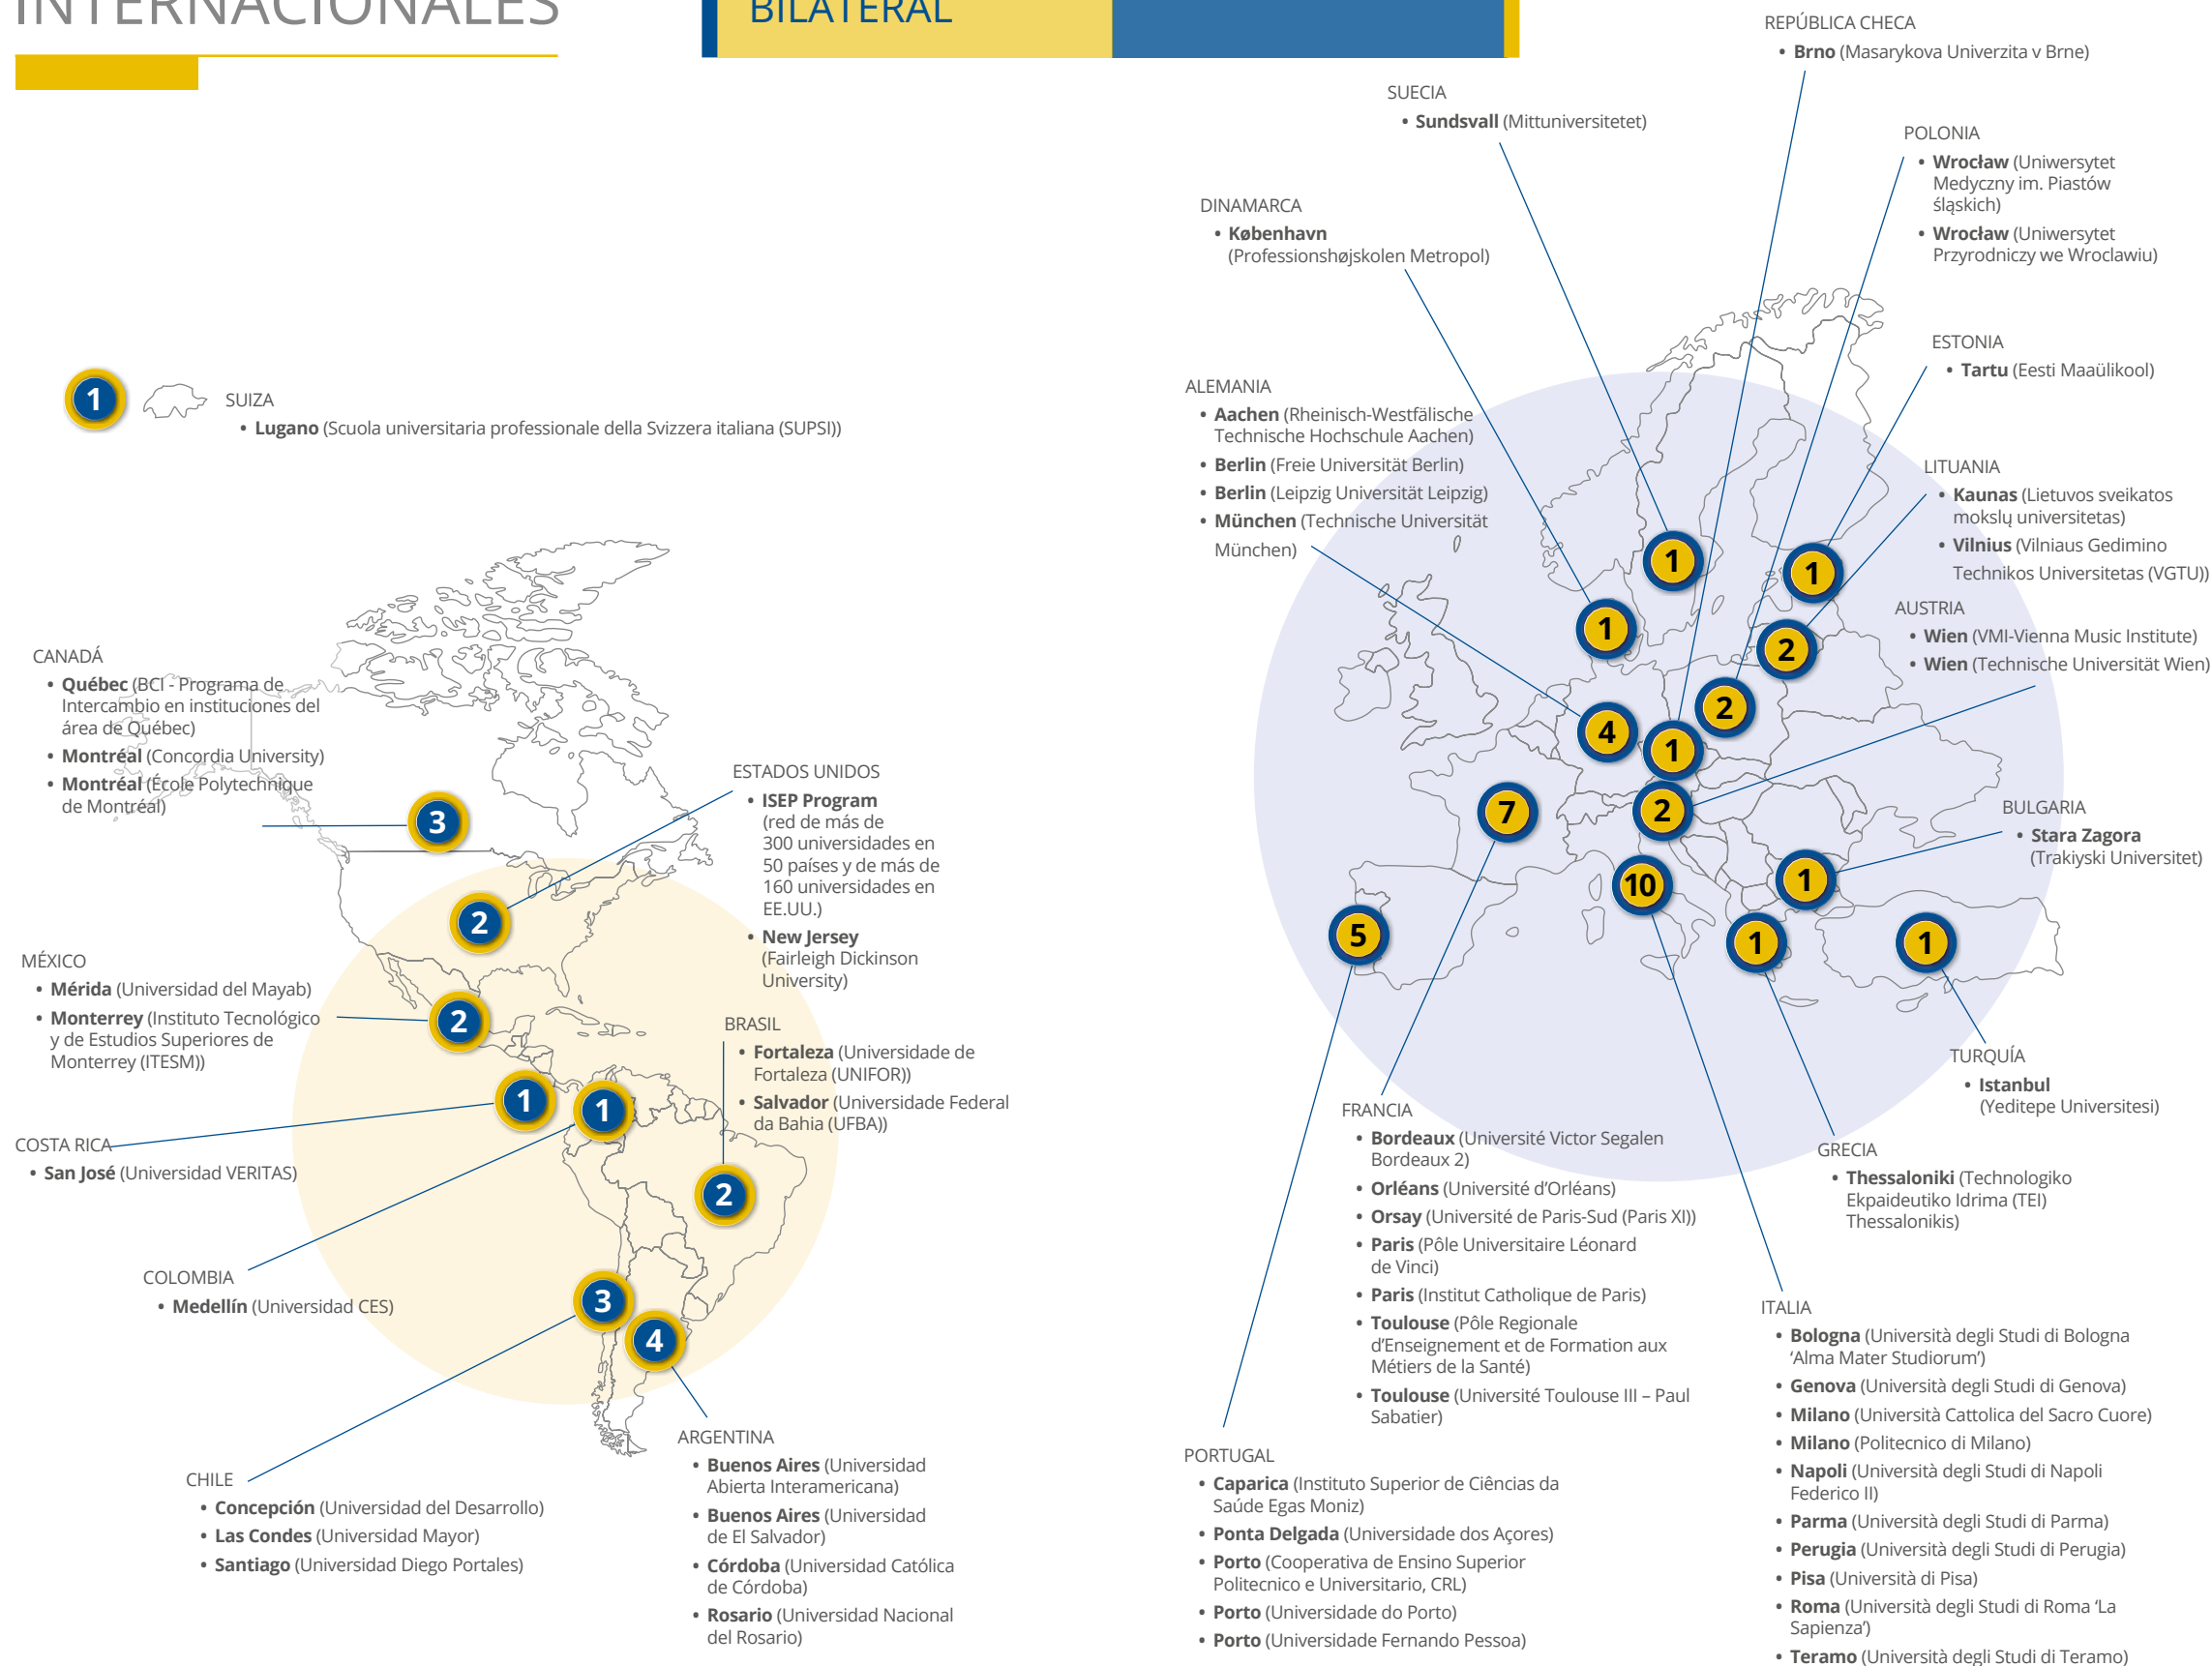 INTERNACIONALES
BILATERAL
1
SUIZA
• Lugano (Scuola universitaria professionale della Svizzera italiana (SUPSI))
CANADÁ
• Québec (BCI - Programa de
Intercambio en instituciones del
área de Québec)
• Montréal (Concordia University)
• Montréal (École Polytechnique
de Montréal)
3
ESTADOS UNIDOS
• ISEP Program
(red de más de
300 universidades en
50 países y de más de
160 universidades en
EE.UU.)
• New Jersey
(Fairleigh Dickinson
University)
2
MÉXICO
• Mérida (Universidad del Mayab)
• Monterrey (Instituto Tecnológico
y de Estudios Superiores de
Monterrey (ITESM))
2
BRASIL
• Fortaleza (Universidade de
Fortaleza (UNIFOR))
• Salvador (Universidade Federal
da Bahia (UFBA))
2
COSTA RICA
• San José (Universidad VERITAS)
1
COLOMBIA
• Medellín (Universidad CES)
1
CHILE
• Concepción (Universidad del Desarrollo)
• Las Condes (Universidad Mayor)
• Santiago (Universidad Diego Portales)
3
ARGENTINA
• Buenos Aires (Universidad
Abierta Interamericana)
• Buenos Aires (Universidad
de El Salvador)
• Córdoba (Universidad Católica
de Córdoba)
• Rosario (Universidad Nacional
del Rosario)
4
REPÚBLICA CHECA
• Brno (Masarykova Univerzita v Brne)
1
SUECIA
• Sundsvall (Mittuniversitetet)
1
POLONIA
• Wrocław (Uniwersytet
Medyczny im. Piastów
śląskich)
• Wrocław (Uniwersytet
Przyrodniczy we Wroclawiu)
2
DINAMARCA
• København
(Professionshøjskolen Metropol)
1
ESTONIA
• Tartu (Eesti Maaülikool)
1
ALEMANIA
• Aachen (Rheinisch-Westfälische
Technische Hochschule Aachen)
• Berlin (Freie Universität Berlin)
• Berlin (Leipzig Universität Leipzig)
• München (Technische Universität
München)
4
LITUANIA
• Kaunas (Lietuvos sveikatos
mokslų universitetas)
• Vilnius (Vilniaus Gedimino
Technikos Universitetas (VGTU))
2
AUSTRIA
• Wien (VMI-Vienna Music Institute)
• Wien (Technische Universität Wien)
2
BULGARIA
• Stara Zagora
(Trakiyski Universitet)
1
TURQUÍA
• Istanbul
(Yeditepe Universitesi)
1
GRECIA
• Thessaloniki (Technologiko
Ekpaideutiko Idrima (TEI)
Thessalonikis)
1
FRANCIA
• Bordeaux (Université Victor Segalen
Bordeaux 2)
• Orléans (Université d'Orléans)
• Orsay (Université de Paris-Sud (Paris XI))
• Paris (Pôle Universitaire Léonard
de Vinci)
• Paris (Institut Catholique de Paris)
• Toulouse (Pôle Regionale
d'Enseignement et de Formation aux
Métiers de la Santé)
• Toulouse (Université Toulouse III – Paul
Sabatier)
7
PORTUGAL
• Caparica (Instituto Superior de Ciências da
Saúde Egas Moniz)
• Ponta Delgada (Universidade dos Açores)
• Porto (Cooperativa de Ensino Superior
Politecnico e Universitario, CRL)
• Porto (Universidade do Porto)
• Porto (Universidade Fernando Pessoa)
5
ITALIA
• Bologna (Università degli Studi di Bologna
‘Alma Mater Studiorum’)
• Genova (Università degli Studi di Genova)
• Milano (Università Cattolica del Sacro Cuore)
• Milano (Politecnico di Milano)
• Napoli (Università degli Studi di Napoli
Federico II)
• Parma (Università degli Studi di Parma)
• Perugia (Università degli Studi di Perugia)
• Pisa (Università di Pisa)
• Roma (Università degli Studi di Roma ‘La
Sapienza’)
• Teramo (Università degli Studi di Teramo)
10